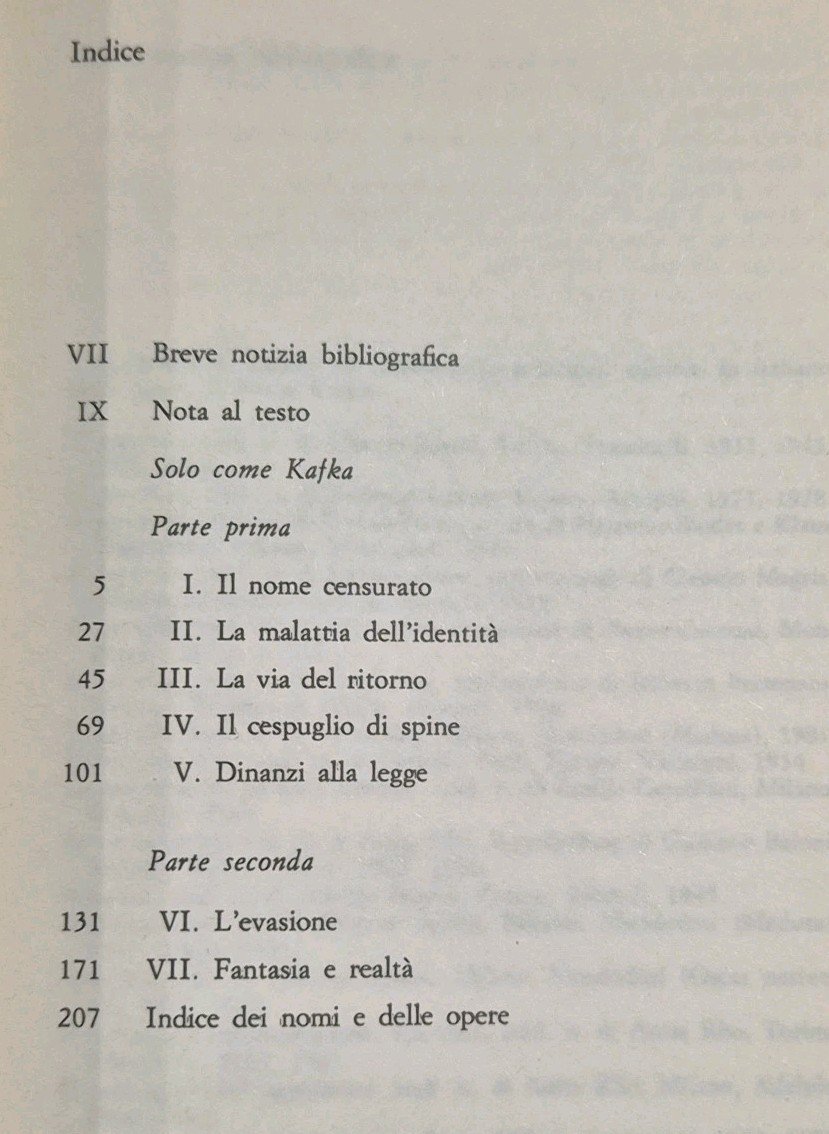 Indice
VII Breve notizia bibliografica
IX Nota al testo
Solo come Kafka
Parte prima
5 I. Il nome censurato
27 II. La malattia dell'identità
45 III. La via del ritorno
69 IV. Il cespuglio di spine
101 V. Dinanzi alla legge
Parte seconda
131 VI. L'evasione
171 VII. Fantasia e realtà
207 Indice dei nomi e delle opere